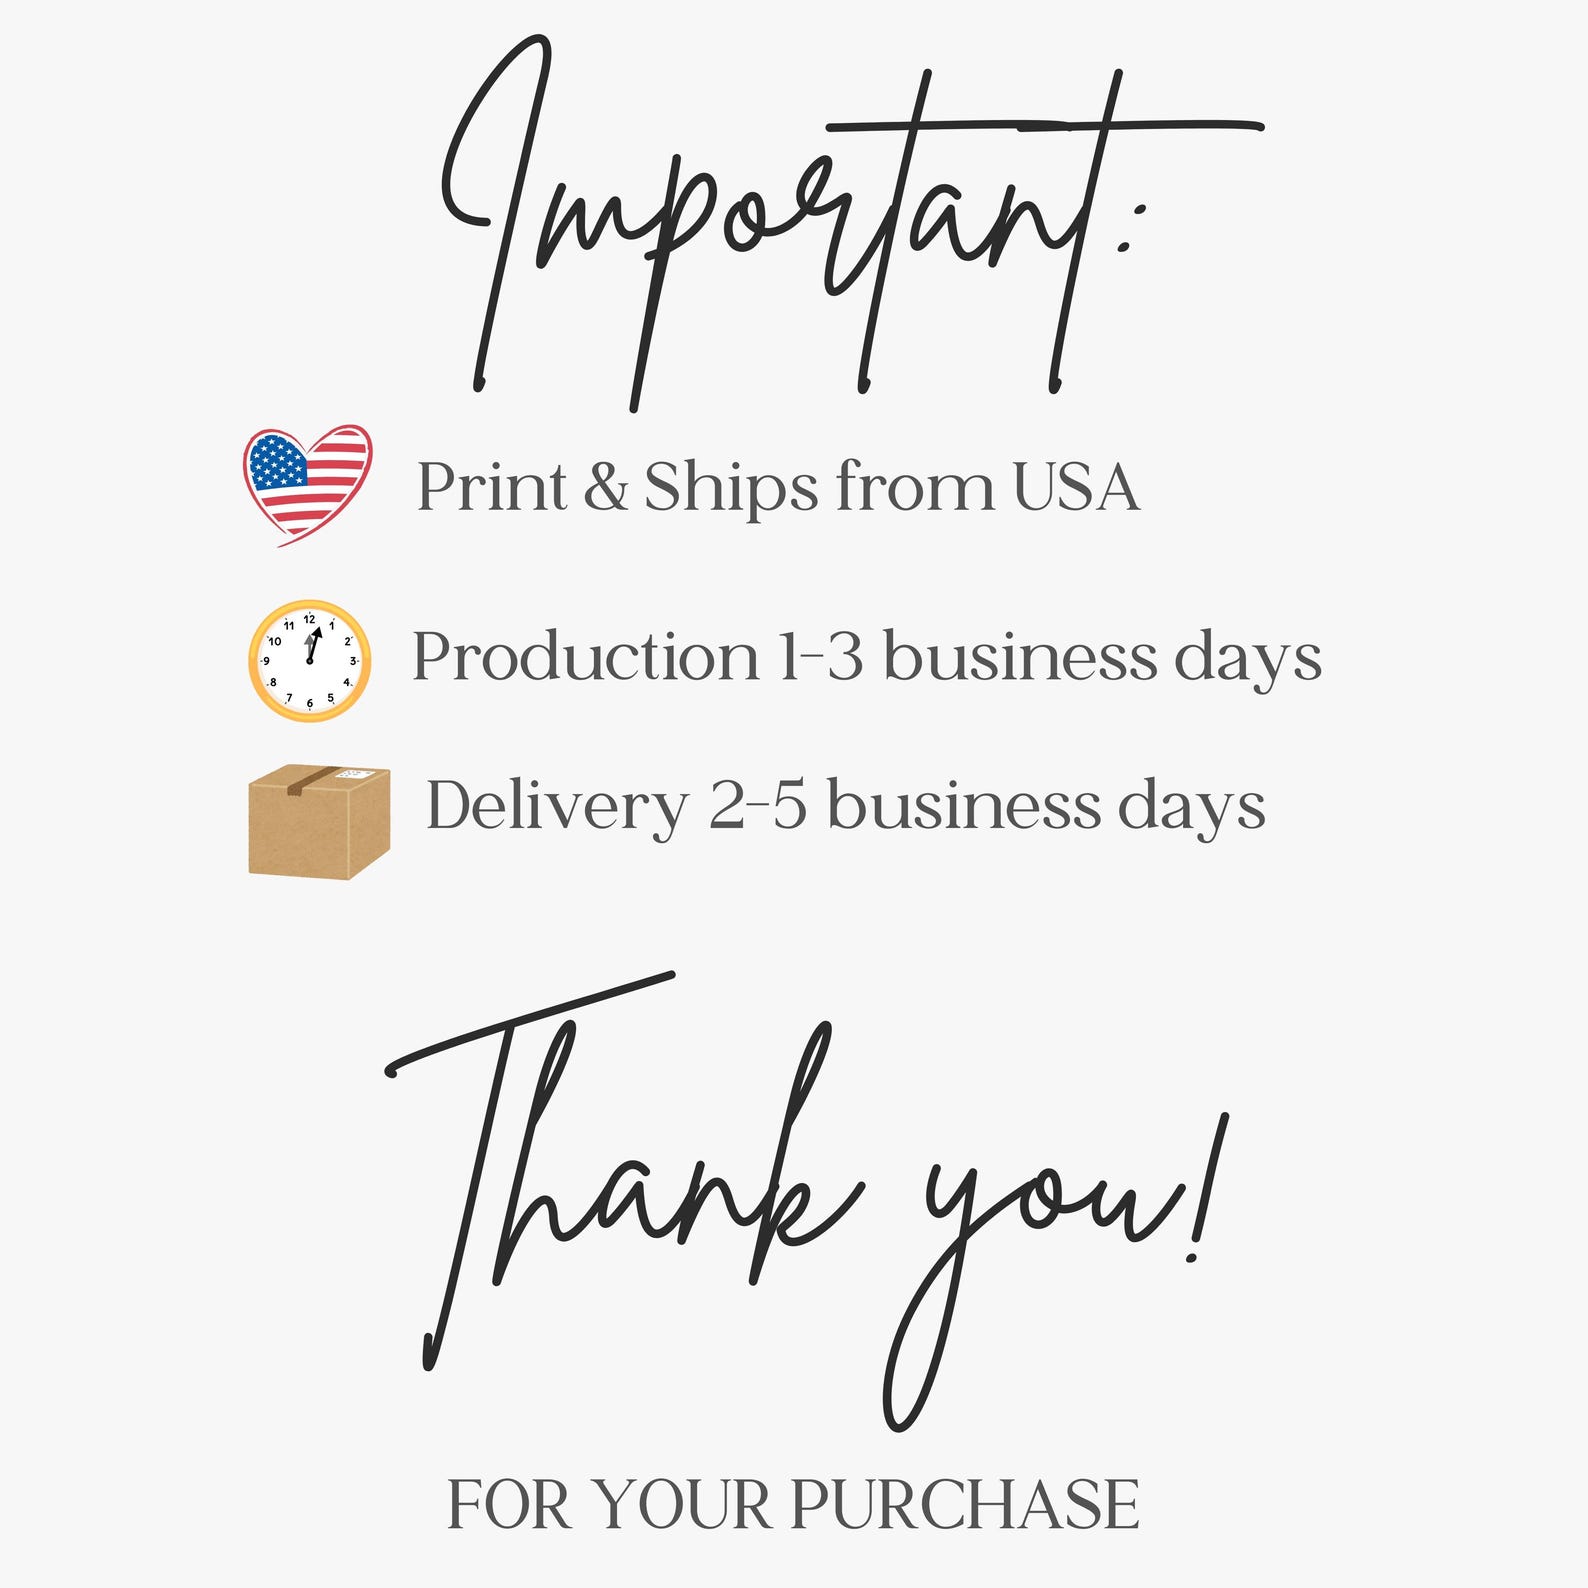 Important:
Print & Ships from USA
Production 1-3 business days
Delivery 2-5 business days
Thank you!
FOR YOUR PURCHASE